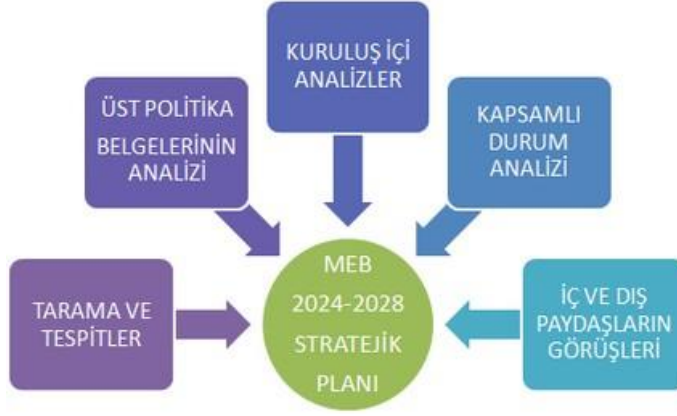 KURULUŞ İÇİ
ANALİZLER
ÜST POLİTİKA
BELGELERİNİN
ANALİZİ
KAPSAMLI
DURUM
ANALİZİ
TARAMA VE
TESPİTLER
MEB
2024-2028
STRATEJİK
PLANI
İÇ VE DIŞ
PAYDAŞLARIN
GÖRÜŞLERİ